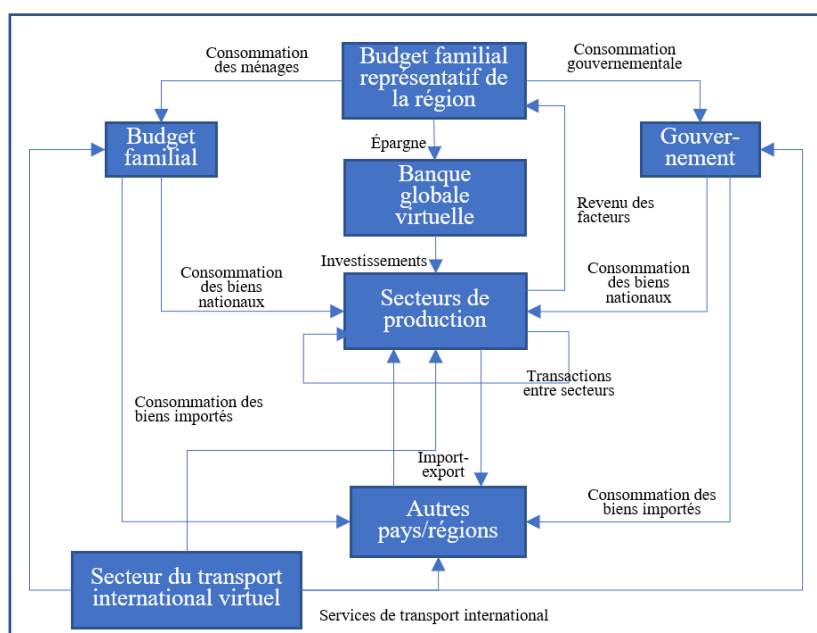 Consommation
des ménages
Budget familial
représentatif de
la région
Consommation
gouvernementale
Budget
familial
Gouver-
nement
Épargne
Banque
globale
virtuelle
Revenu des
facteurs
Investissements
Consommation
des biens
nationaux
Secteurs de
production
Consommation
des biens
nationaux
Transactions
entre secteurs
Consommation des
biens importés
Import-
export
Consommation des
biens importés
Autres
pays/régions
Secteur du transport
international virtuel
Services de transport international